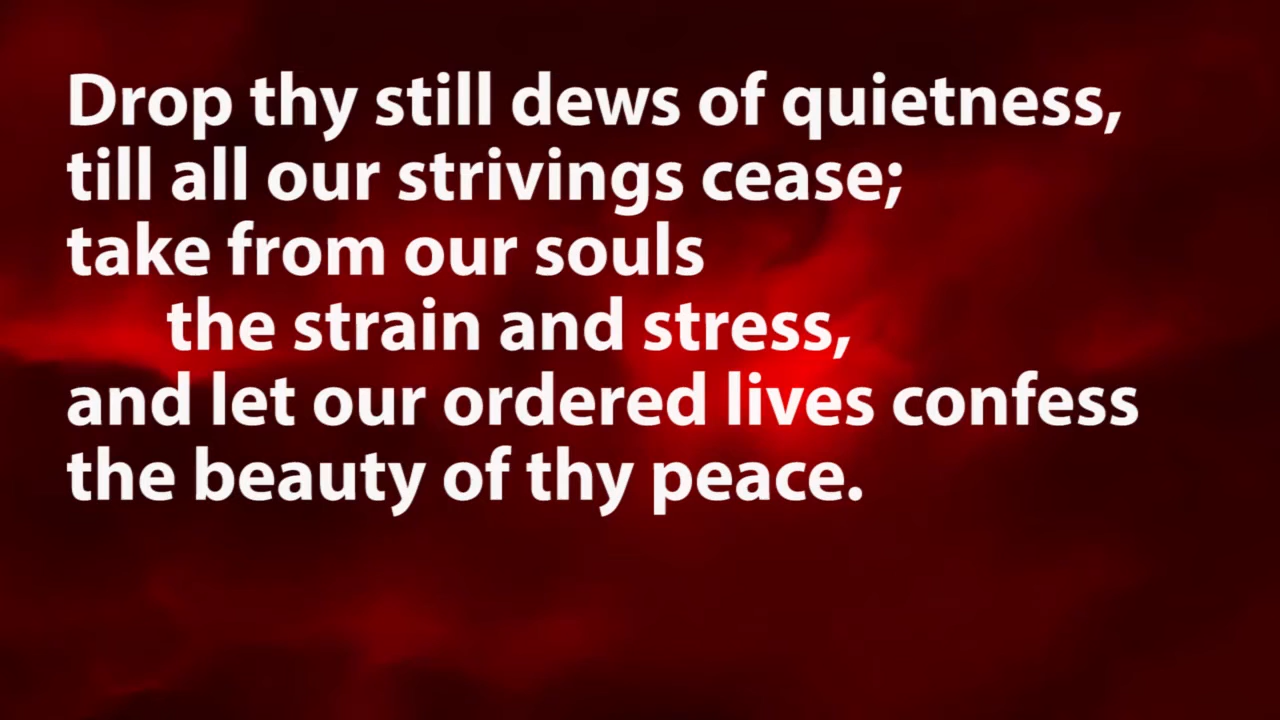 Drop thy still dews of quietness,
till all our strivings cease;
take from our souls
the strain and stress,
and let our ordered lives confess
the beauty of thy peace.